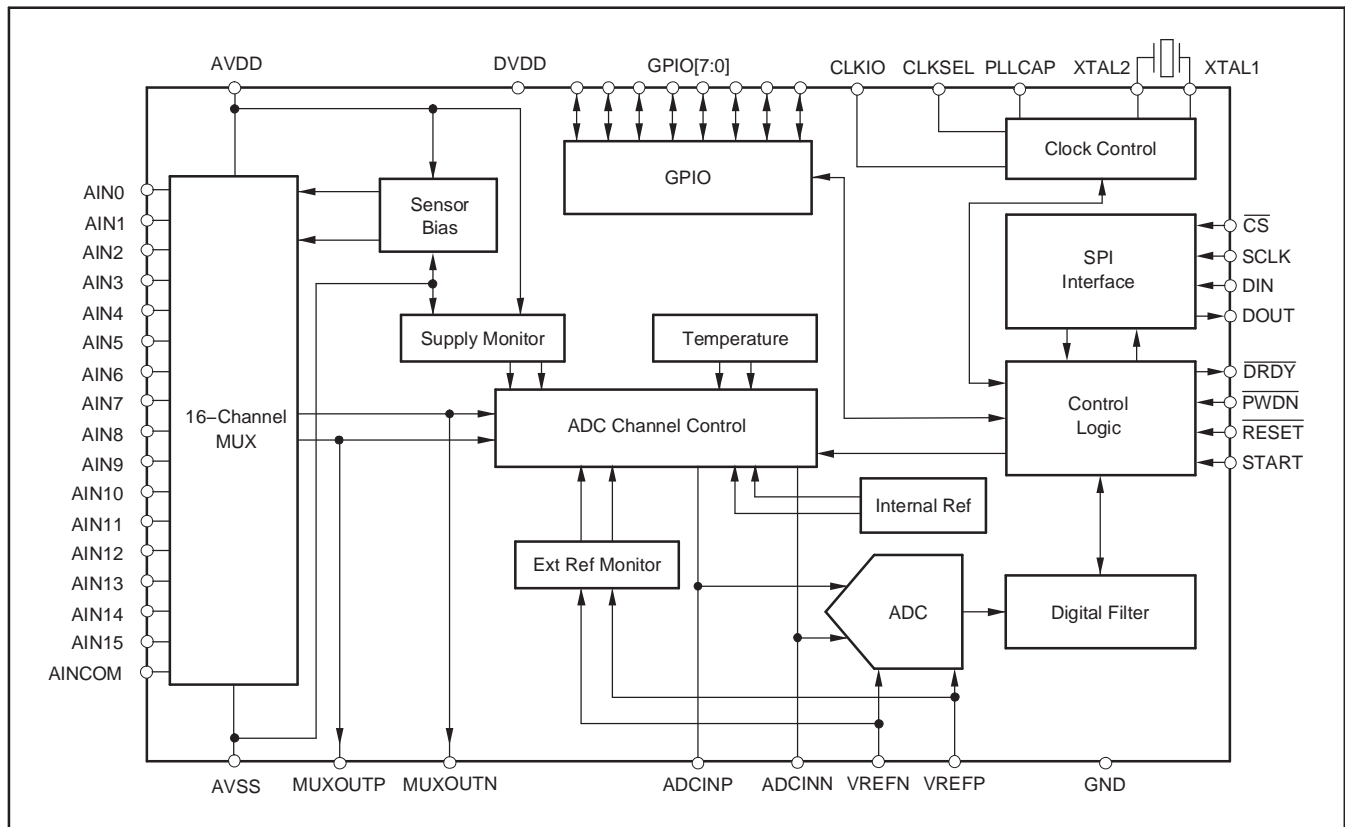 AVDD
DVDD
GPIO[7:0]
CLKIO
CLKSEL
PLLCAP
XTAL2
XTAL1
Clock Control
GPIO
AIN0
AIN1
AIN2
AIN3
AIN4
AIN5
AIN6
AIN7
AIN8
AIN9
AIN10
AIN11
AIN12
AIN13
AIN14
AIN15
AINCOM
16−Channel
MUX
Sensor
Bias
Supply Monitor
Temperature
ADC Channel Control
SPI
Interface
CS
SCLK
DIN
DOUT
Control
Logic
DRDY
PWDN
RESET
START
Internal Ref
Ext Ref Monitor
ADC
Digital Filter
AVSS
MUXOUTP
MUXOUTN
ADCINP
ADCINN
VREFN
VREFP
GND